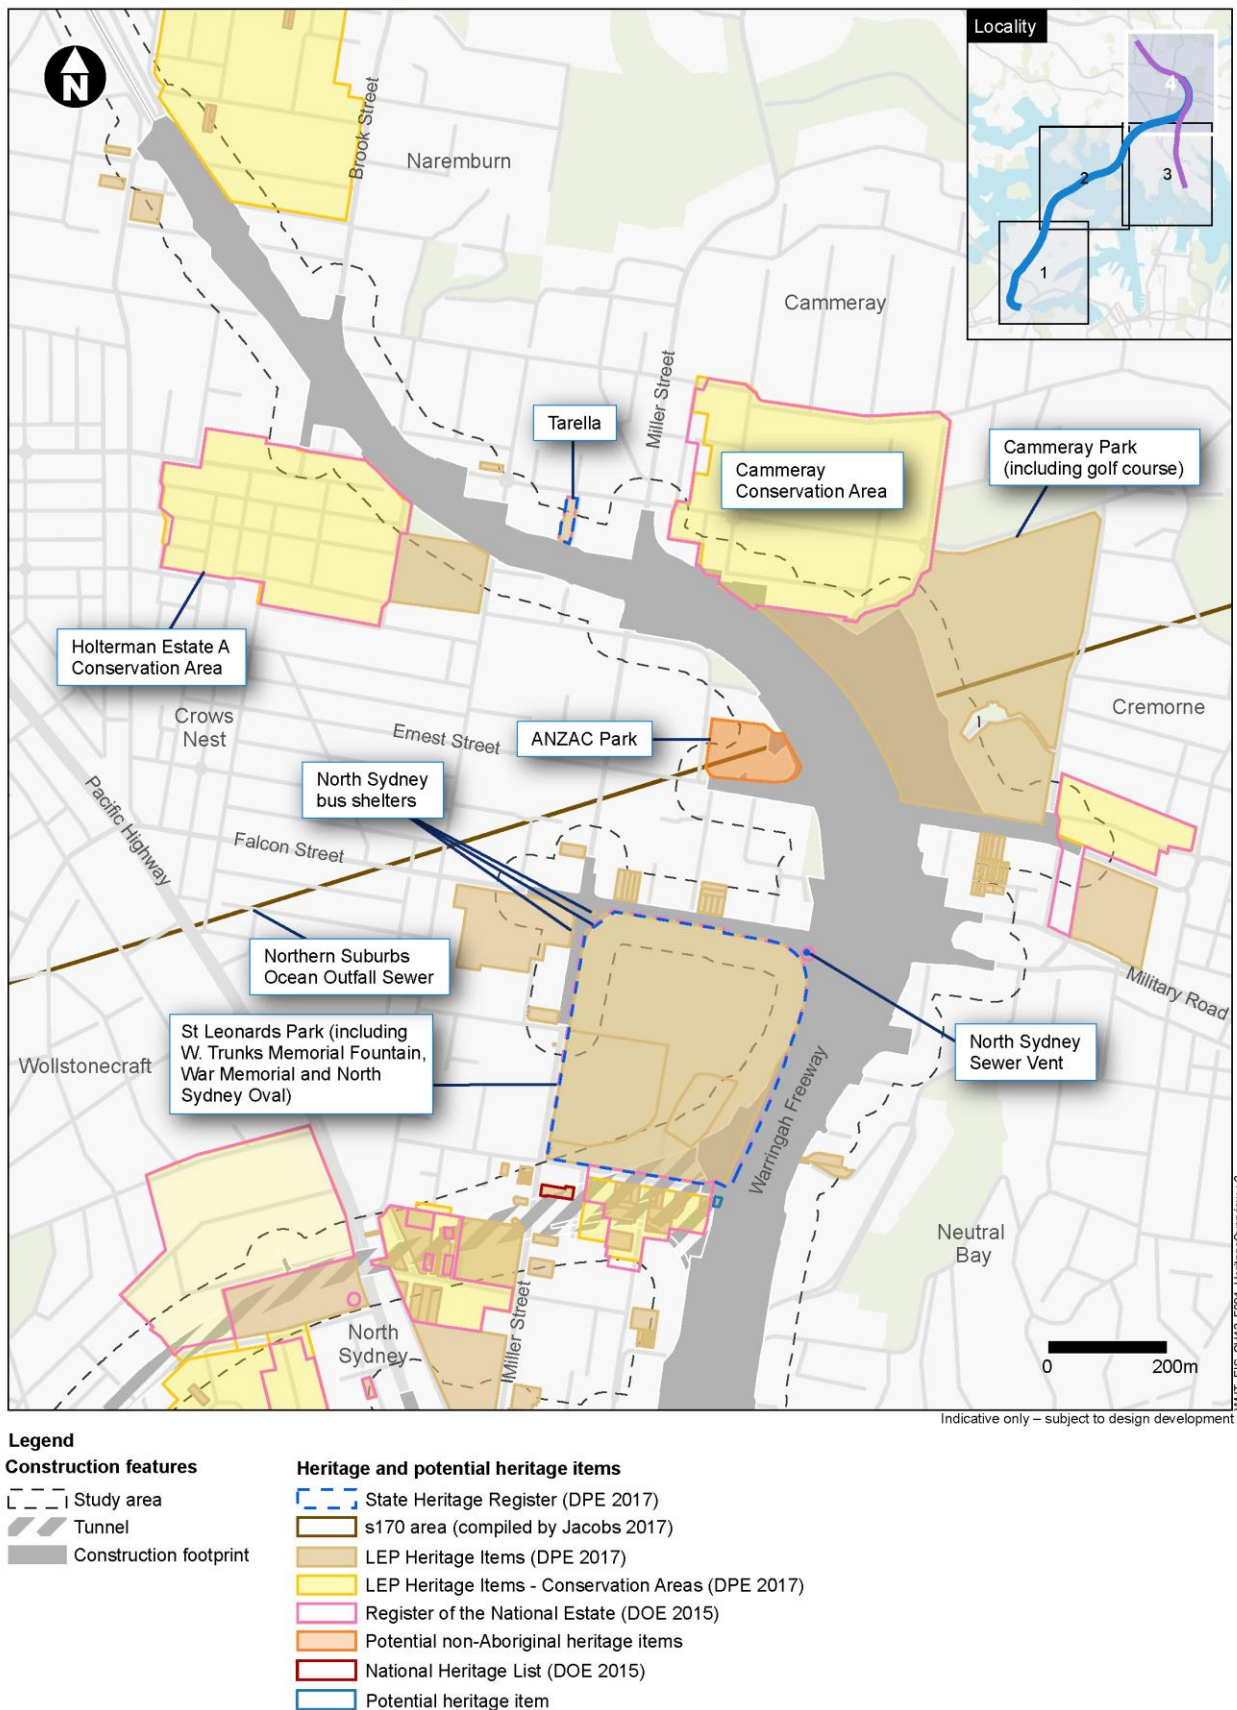 Locality
4
2
3
1
N
Brook Street
Naremburn
Cammeray
Miller Street
Tarella
Cammeray
Conservation Area
Cammeray Park
(including golf course)
Holterman Estate A
Conservation Area
Crows
Nest
Ernest Street
ANZAC Park
Cremorne
North Sydney
bus shelters
Pacific Highway
Falcon Street
Northern Suburbs
Ocean Outfall Sewer
Military Road
St Leonards Park (including
W. Trunks Memorial Fountain,
War Memorial and North
Sydney Oval)
North Sydney
Sewer Vent
Wollstonecraft
Warringah Freeway
Neutral
Bay
North
Sydney
Miller Street
0 200m
Indicative only – subject to design development
Legend
Construction features
Study area
Tunnel
Construction footprint
Heritage and potential heritage items
State Heritage Register (DPE 2017)
s170 area (compiled by Jacobs 2017)
LEP Heritage Items (DPE 2017)
LEP Heritage Items - Conservation Areas (DPE 2017)
Register of the National Estate (DOE 2015)
Potential non-Aboriginal heritage items
National Heritage List (DOE 2015)
Potential heritage item